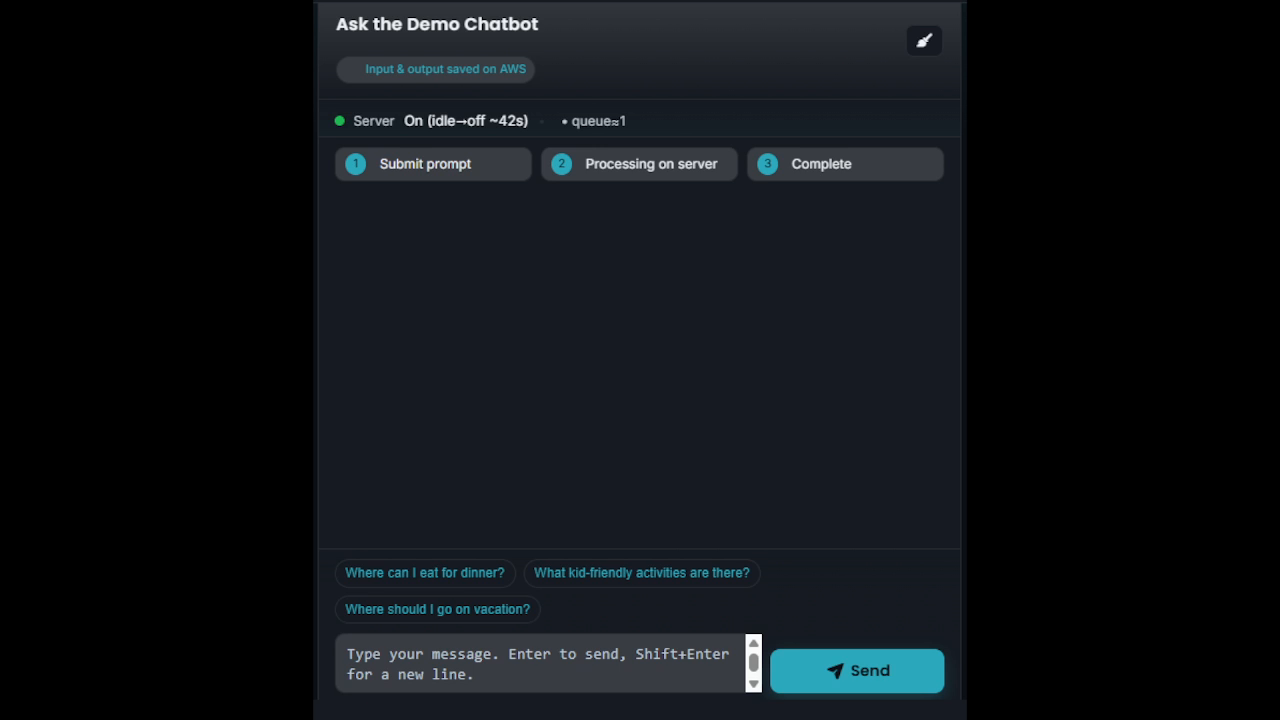 Ask the Demo Chatbot
Input & output saved on AWS
Server On (idle→off ~42s) · • queue≈1
1 Submit prompt 2 Processing on server 3 Complete
Where can I eat for dinner? What kid-friendly activities are there?
Where should I go on vacation?
Type your message. Enter to send, Shift+Enter
for a new line.
Send